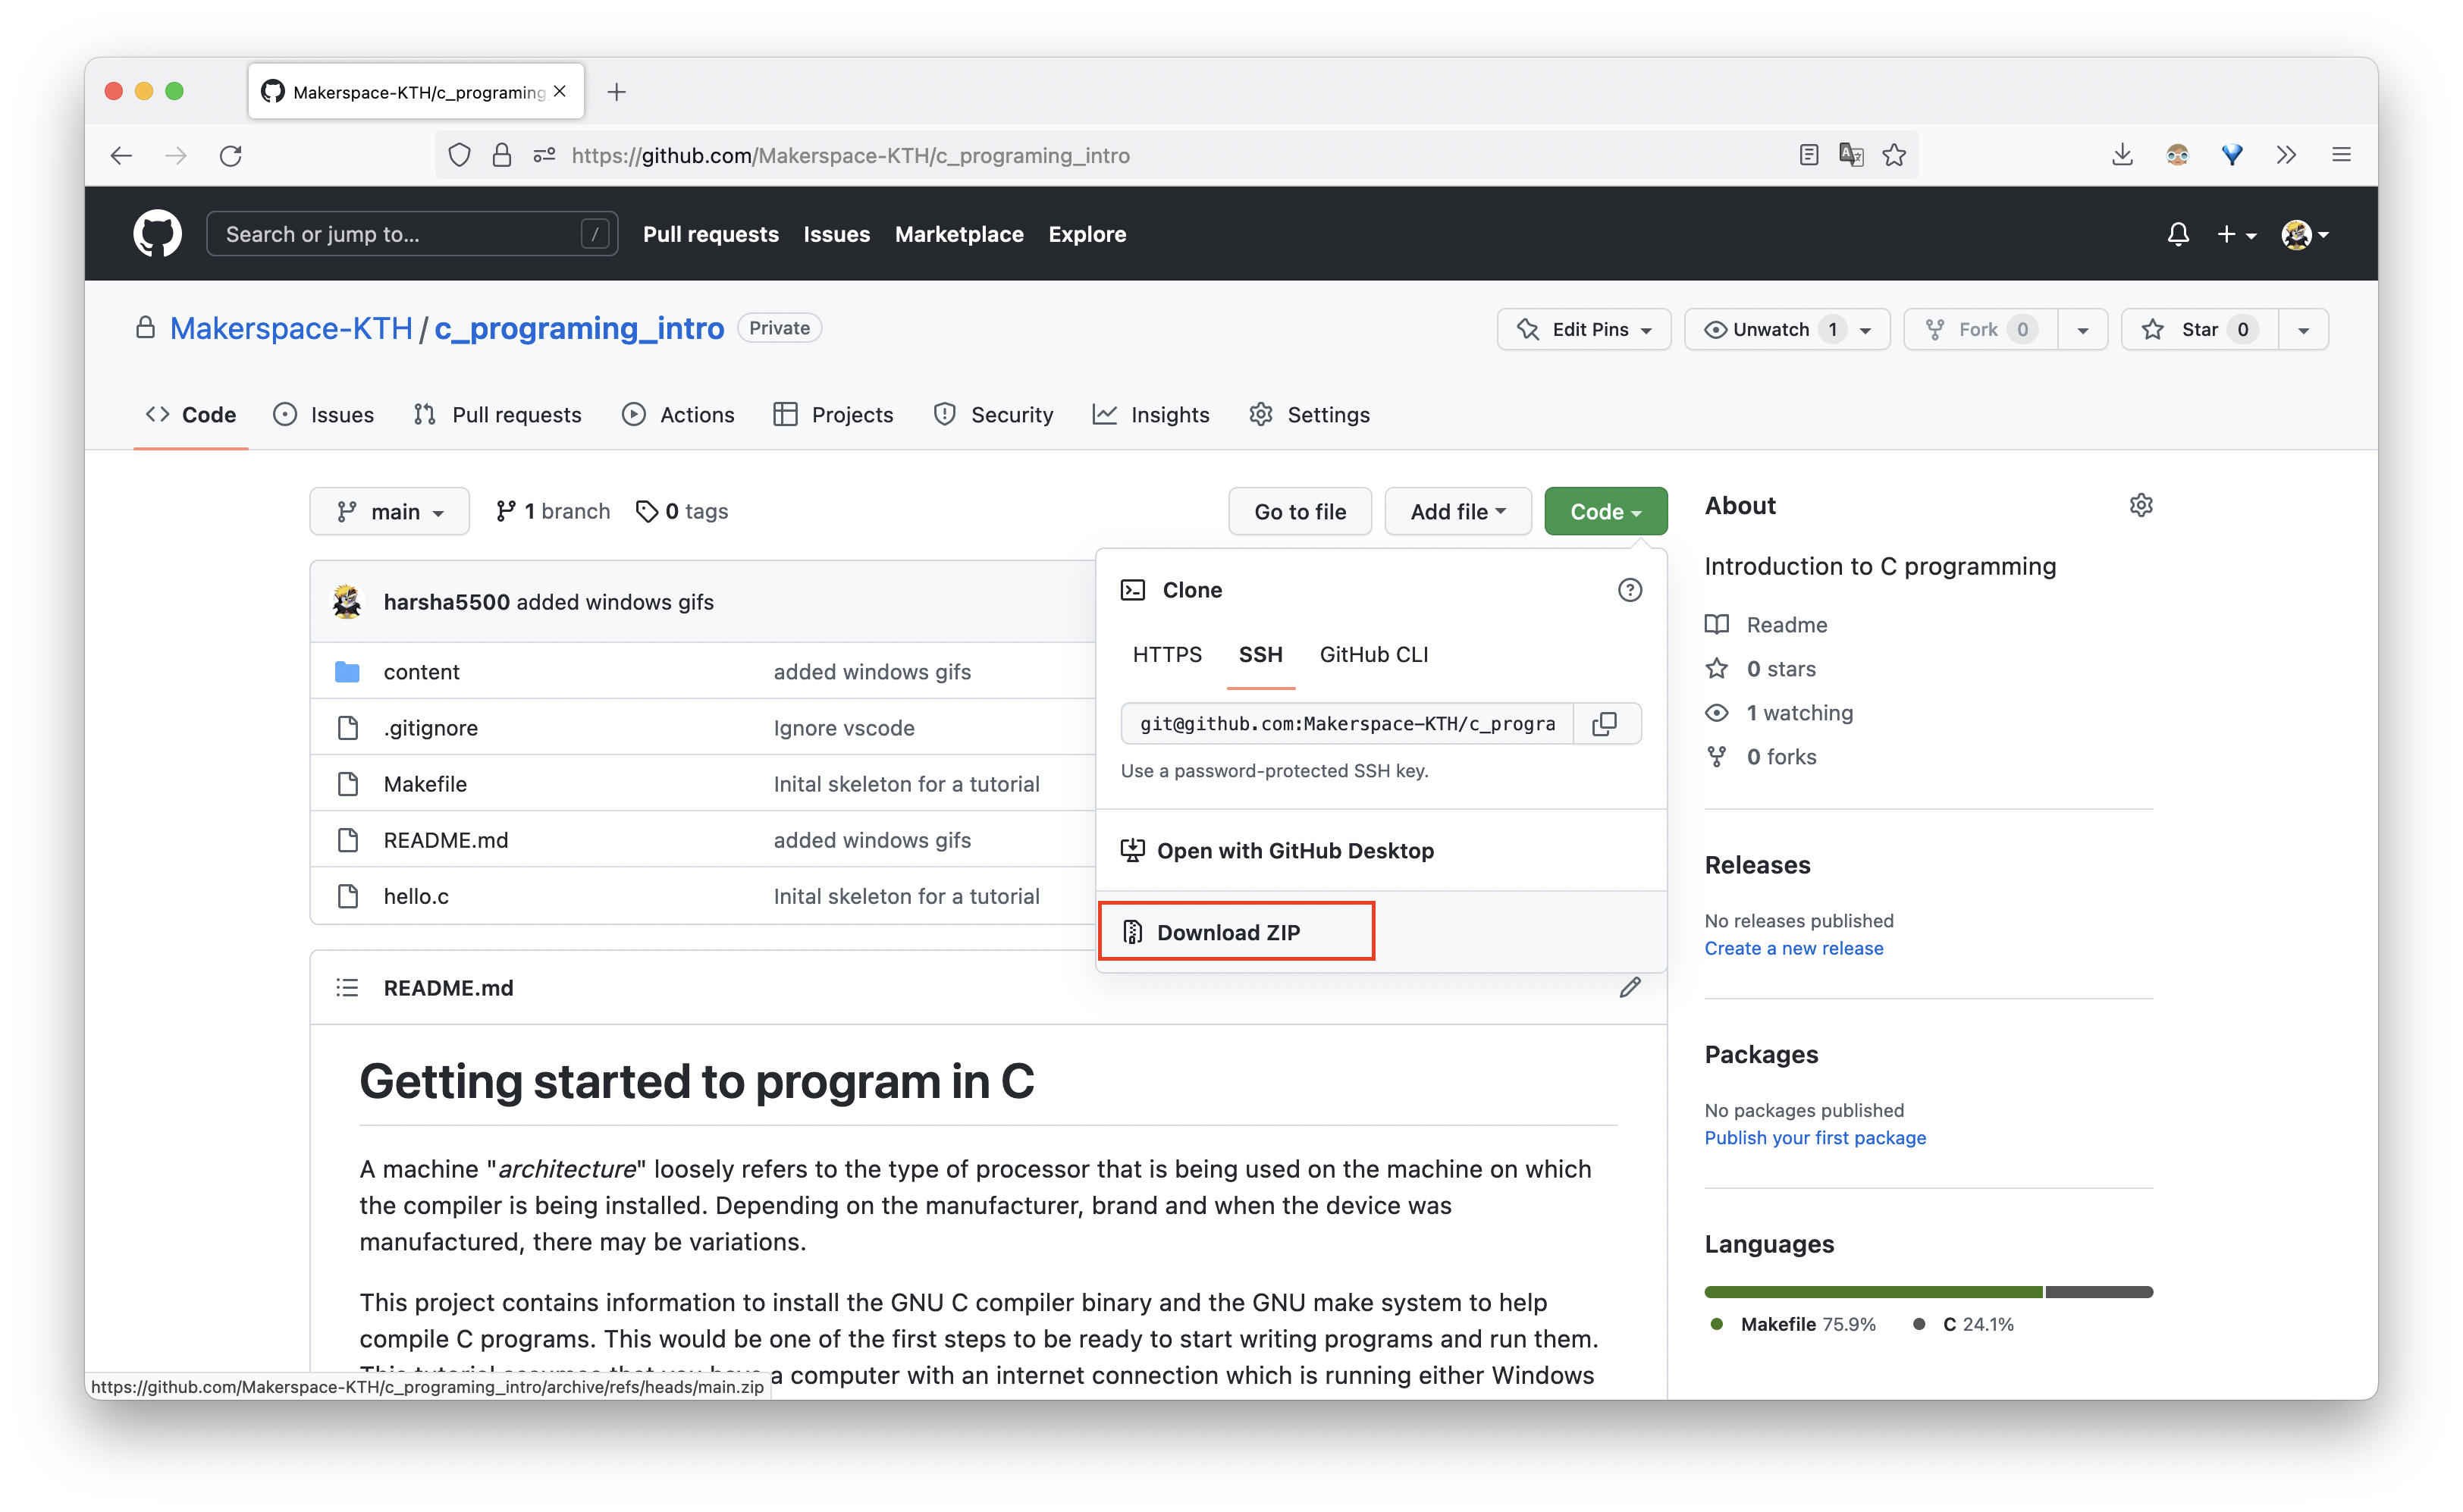 Makerspace-KTH/c_programing
https://github.com/Makerspace-KTH/c_programing_intro
Search or jump to... /
Pull requests Issues Marketplace Explore
Makerspace-KTH / c_programing_intro Private
Edit Pins Unwatch 1 Fork 0 Star 0
Code Issues Pull requests Actions Projects Security Insights Settings
main 1 branch 0 tags Go to file Add file Code
harsha5500 added windows gifs
content added windows gifs
.gitignore Ignore vscode
Makefile Inital skeleton for a tutorial
README.md added windows gifs
hello.c Inital skeleton for a tutorial
Clone
HTTPS SSH GitHub CLI
git@github.com:Makerspace-KTH/c_progra
Use a password-protected SSH key.
Open with GitHub Desktop
Download ZIP
README.md
Getting started to program in C
A machine "architecture" loosely refers to the type of processor that is being used on the machine on which
the compiler is being installed. Depending on the manufacturer, brand and when the device was
manufactured, there may be variations.
This project contains information to install the GNU C compiler binary and the GNU make system to help
compile C programs. This would be one of the first steps to be ready to start writing programs and run them.
This tutorial assumes that you have a computer with an internet connection which is running either Windows
https://github.com/Makerspace-KTH/c_programing_intro/archive/refs/heads/main.zip
About
Introduction to C programming
Readme
0 stars
1 watching
0 forks
Releases
No releases published
Create a new release
Packages
No packages published
Publish your first package
Languages
Makefile 75.9% C 24.1%